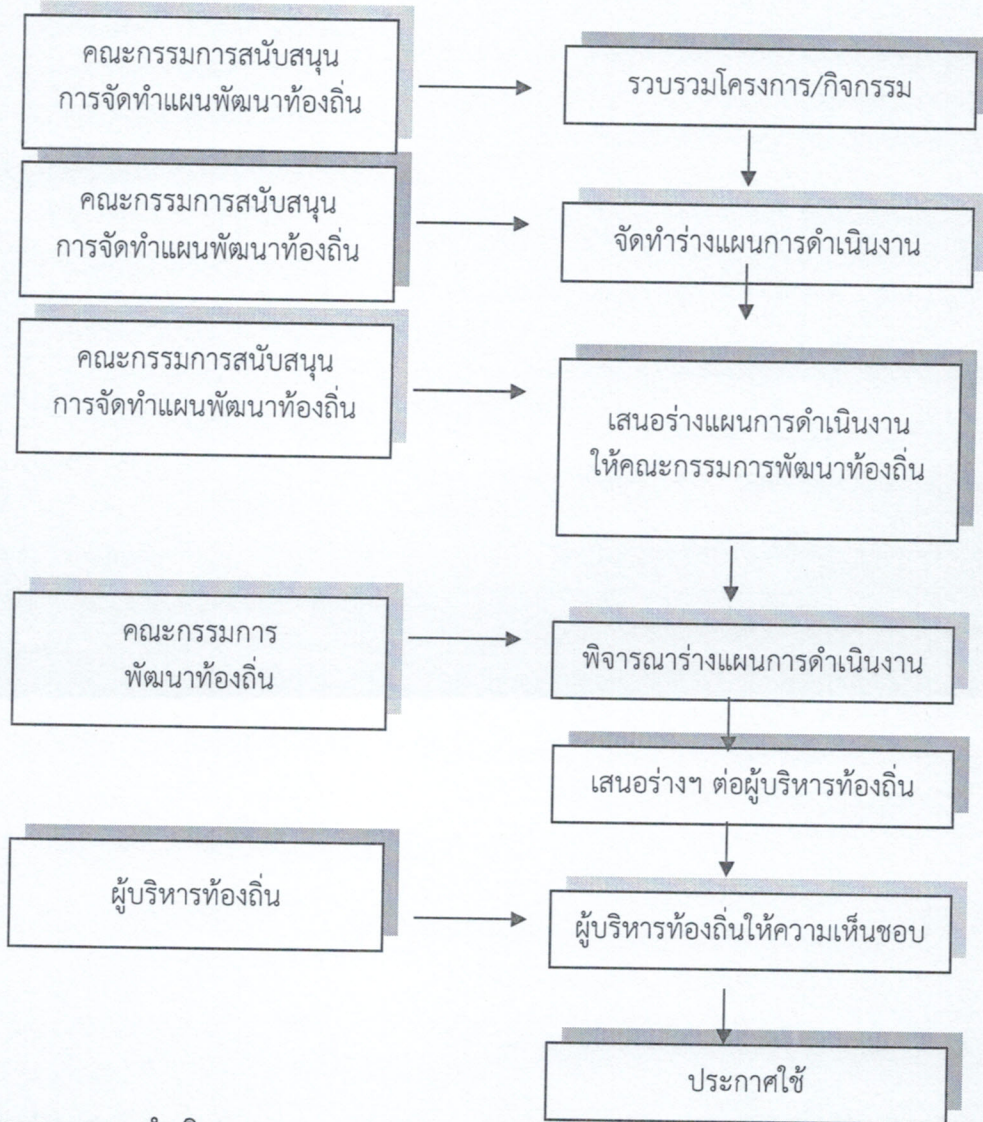 คณะกรรมการสนับสนุน
การจัดทำแผนพัฒนาท้องถิ่น
รวบรวมโครงการ/กิจกรรม
คณะกรรมการสนับสนุน
การจัดทำแผนพัฒนาท้องถิ่น
จัดทำร่างแผนการดำเนินงาน
คณะกรรมการสนับสนุน
การจัดทำแผนพัฒนาท้องถิ่น
เสนอร่างแผนการดำเนินงาน
ให้คณะกรรมการพัฒนาท้องถิ่น
คณะกรรมการ
พัฒนาท้องถิ่น
พิจารณาร่างแผนการดำเนินงาน
เสนอร่างฯ ต่อผู้บริหารท้องถิ่น
ผู้บริหารท้องถิ่น
ผู้บริหารท้องถิ่นให้ความเห็นชอบ
ประกาศใช้